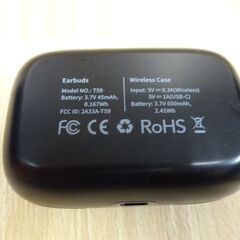 Earbuds
Model NO.: T59
Battery: 3.7V 45mAh,
0.167Wh
FCC ID: 2A33A-T59
Wireless Case
Input: 5V⎓0.3A(Wireless)
5V⎓1A(USB-C)
Battery: 3.7V 650mAh,
2.41Wh
FC CE RoHS